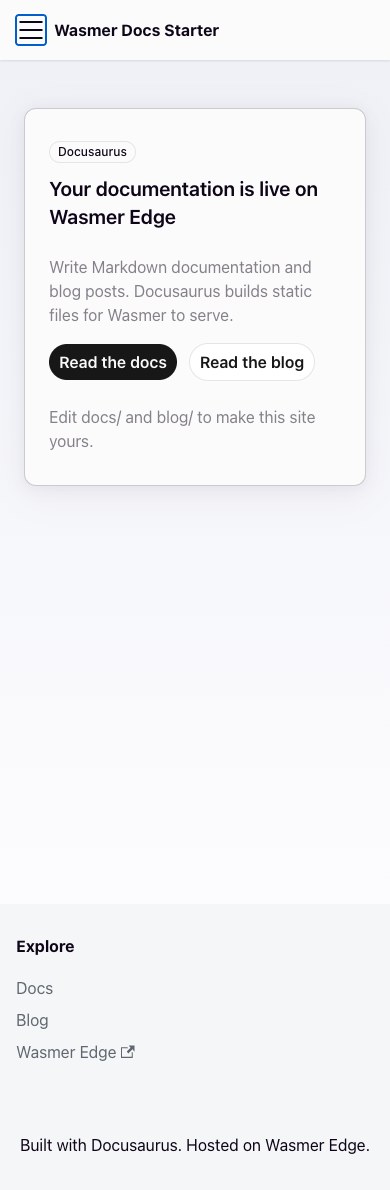 Wasmer Docs Starter
Docusaurus
Your documentation is live on
Wasmer Edge
Write Markdown documentation and
blog posts. Docusaurus builds static
files for Wasmer to serve.
Read the docs
Read the blog
Edit docs/ and blog/ to make this site
yours.
Explore
Docs
Blog
Wasmer Edge
Built with Docusaurus. Hosted on Wasmer Edge.